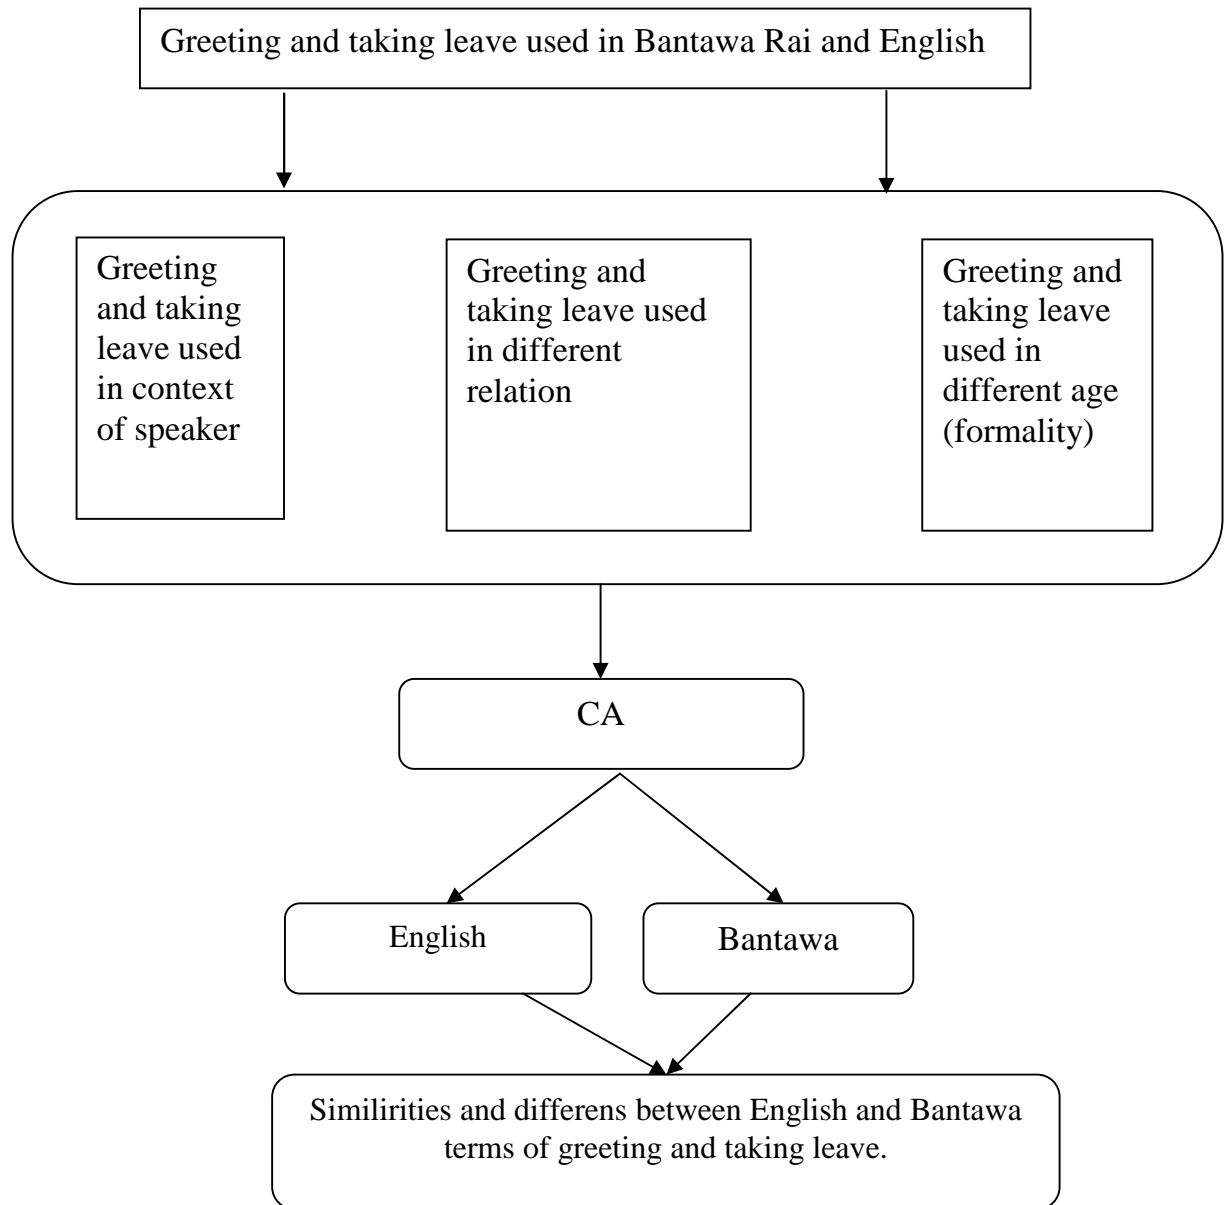 Greeting and taking leave used in Bantawa Rai and English
Greeting
and taking
leave used
in context
of speaker
Greeting and
taking leave used
in different
relation
Greeting and
taking leave
used in
different age
(formality)
CA
English
Bantawa
Similirities and differens between English and Bantawa
terms of greeting and taking leave.